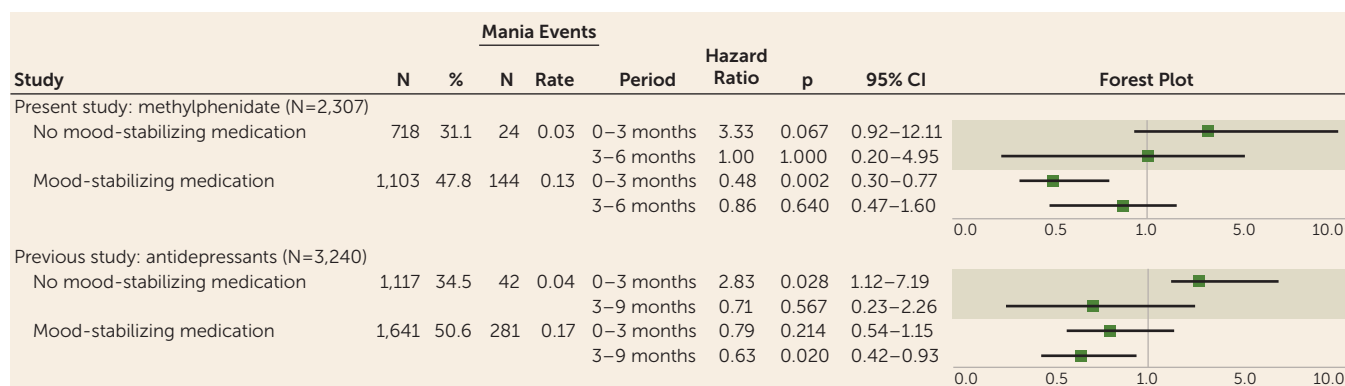 Mania Events
Study N % N Rate Period Hazard Ratio p 95% CI Forest Plot
Present study: methylphenidate (N=2,307)
No mood-stabilizing medication 718 31.1 24 0.03 0–3 months 3.33 0.067 0.92–12.11
3–6 months 1.00 1.000 0.20–4.95
Mood-stabilizing medication 1,103 47.8 144 0.13 0–3 months 0.48 0.002 0.30–0.77
3–6 months 0.86 0.640 0.47–1.60
0.0 0.5 1.0 5.0 10.0
Previous study: antidepressants (N=3,240)
No mood-stabilizing medication 1,117 34.5 42 0.04 0–3 months 2.83 0.028 1.12–7.19
3–9 months 0.71 0.567 0.23–2.26
Mood-stabilizing medication 1,641 50.6 281 0.17 0–3 months 0.79 0.214 0.54–1.15
3–9 months 0.63 0.020 0.42–0.93
0.0 0.5 1.0 5.0 10.0